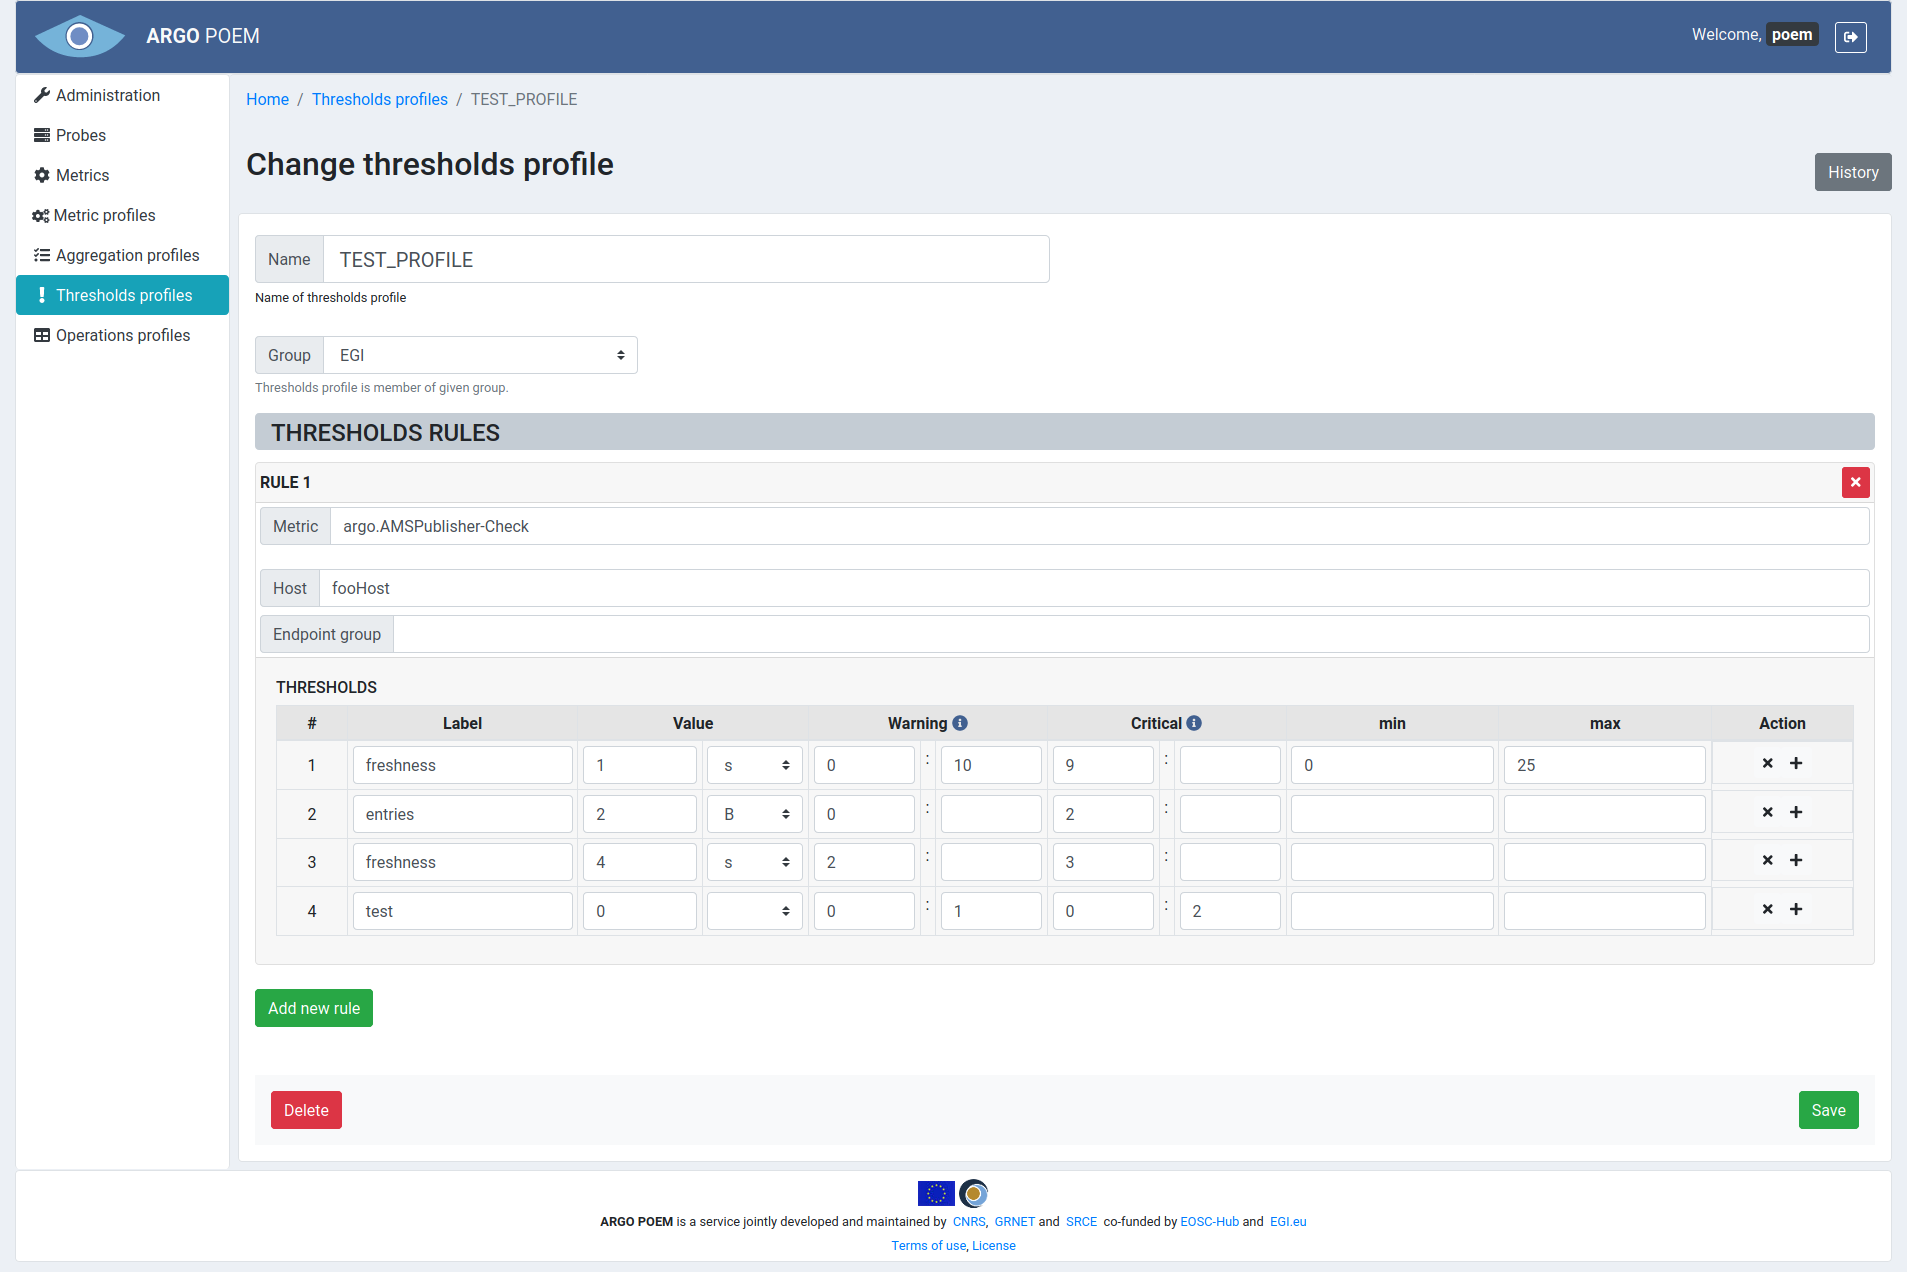 ARGO POEM
Welcome, poem
Administration
Probes
Metrics
Metric profiles
Aggregation profiles
Thresholds profiles
Operations profiles
Home / Thresholds profiles / TEST_PROFILE
Change thresholds profile
History
Name TEST_PROFILE
Name of thresholds profile
Group EGI
Thresholds profile is member of given group.
THRESHOLDS RULES
RULE 1
Metric argo.AMSPublisher-Check
Host fooHost
Endpoint group
THRESHOLDS
# Label Value Warning Critical min max Action
1 freshness 1 s 0 : 10 9 : 0 25
2 entries 2 B 0 : 2 :
3 freshness 4 s 2 : 3 :
4 test 0 0 : 1 0 : 2
Add new rule
Delete
Save
ARGO POEM is a service jointly developed and maintained by CNRS, GRNET and SRCE co-funded by EOSC-Hub and EGI.eu
Terms of use, License